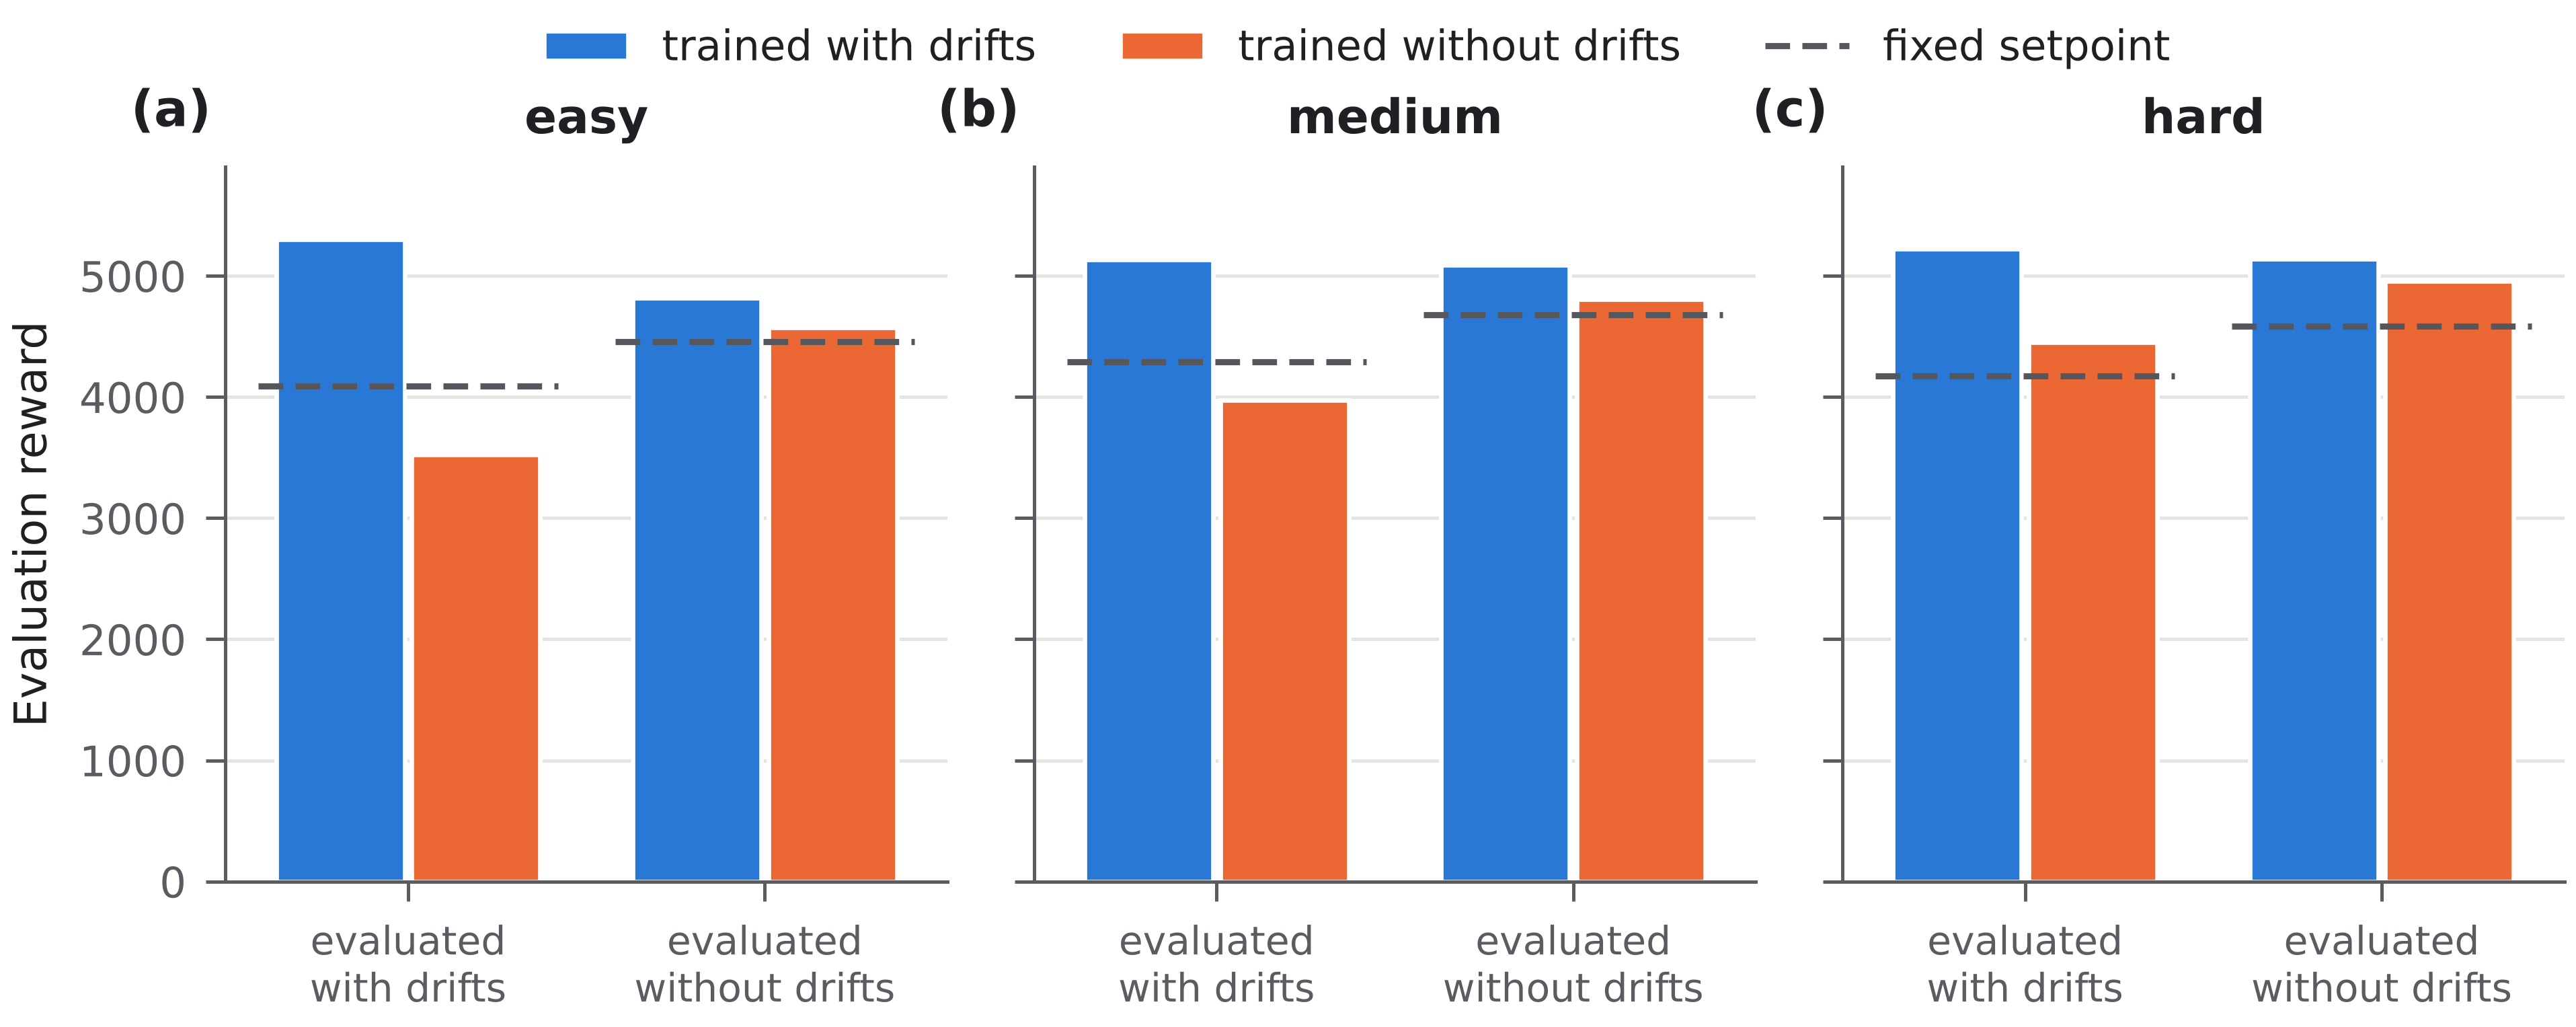 trained with drifts
trained without drifts
fixed setpoint
(a)
easy
(b)
medium
(c)
hard
Evaluation reward
5000
4000
3000
2000
1000
0
evaluated
with drifts
evaluated
without drifts
evaluated
with drifts
evaluated
without drifts
evaluated
with drifts
evaluated
without drifts